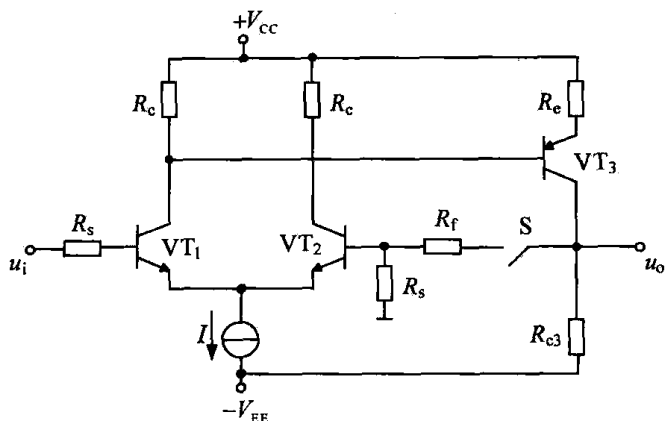 +V_CC
R_c
R_c
R_e
VT_3
R_s
VT_1
VT_2
R_f
S
u_i
R_s
u_o
I
R_c3
-V_EE